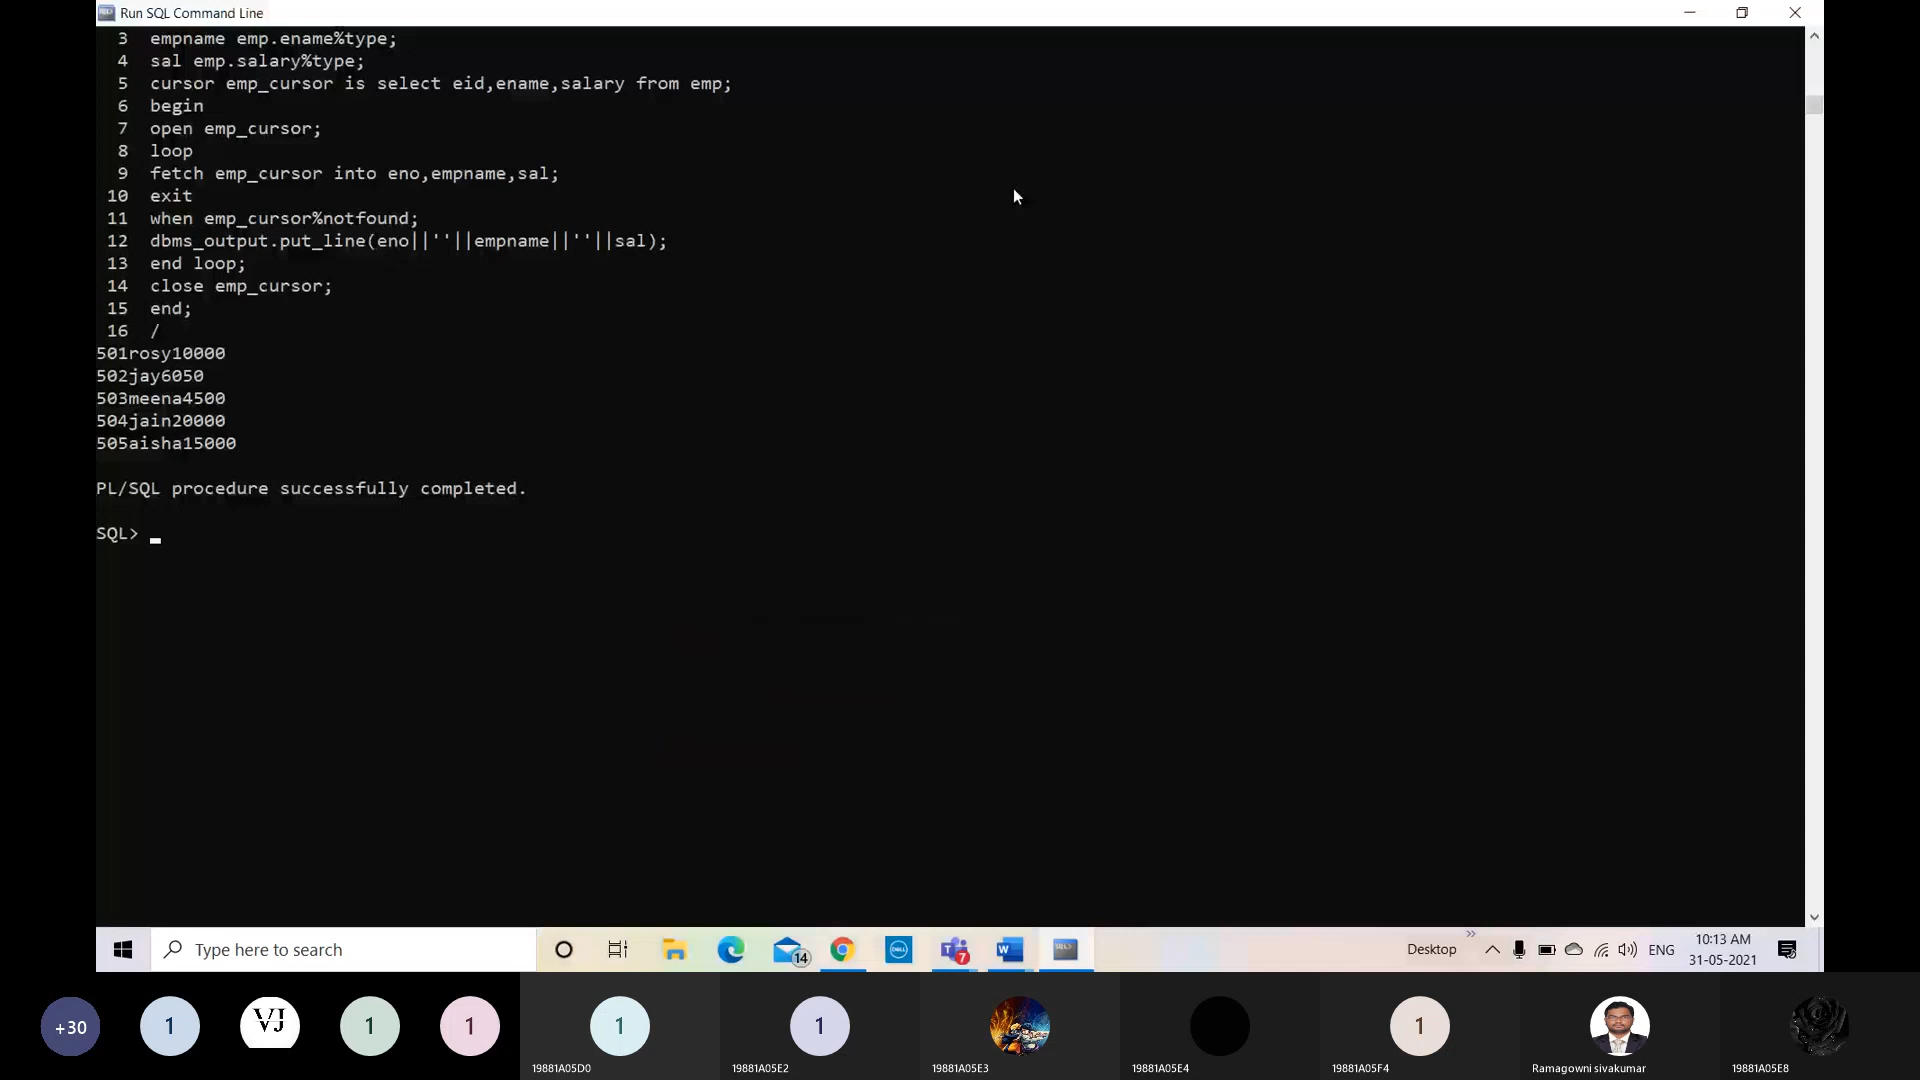 Run SQL Command Line
3 empname emp.ename%type;
4 sal emp.salary%type;
5 cursor emp_cursor is select eid,ename,salary from emp;
6 begin
7 open emp_cursor;
8 loop
9 fetch emp_cursor into eno,empname,sal;
10 exit
11 when emp_cursor%notfound;
12 dbms_output.put_line(eno||''||empname||''||sal);
13 end loop;
14 close emp_cursor;
15 end;
16 /
501rosy10000
502jay6050
503meena4500
504jain20000
505aisha15000
PL/SQL procedure successfully completed.
SQL>
Type here to search
14
DELL
7
W
Desktop
ENG
10:13 AM
31-05-2021
+30
1
VJ
1
1
1
1
1
19881A05D0
19881A05E2
19881A05E3
19881A05E4
19881A05F4
Ramagowni sivakumar
19881A05E8